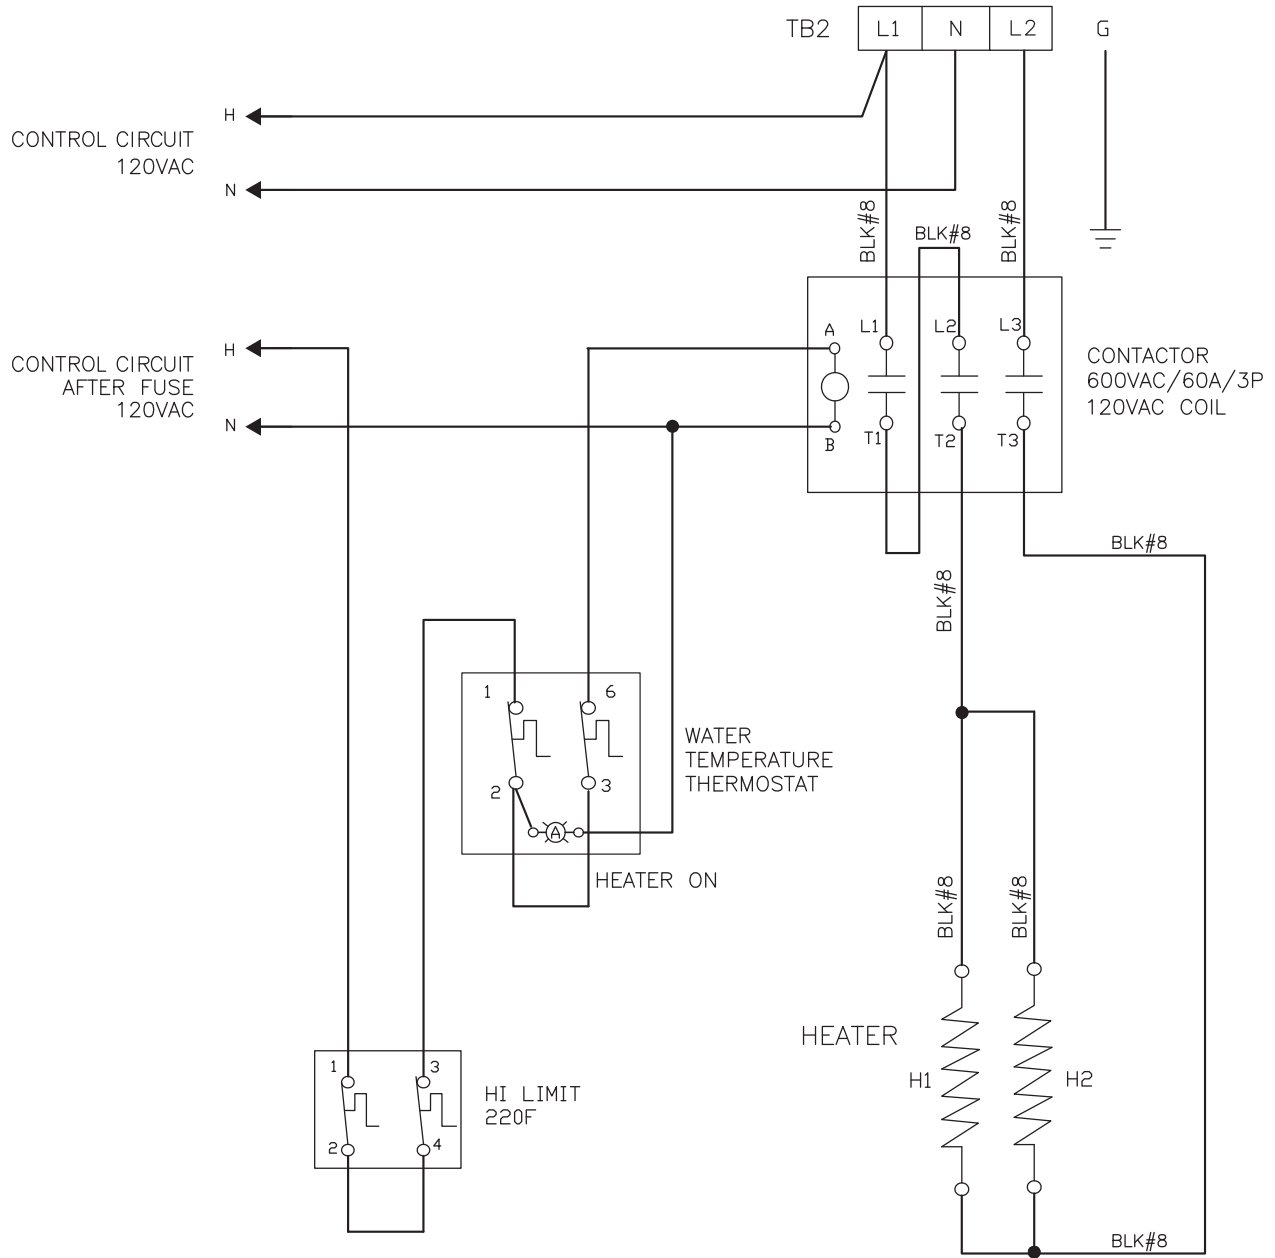 TB2 L1 N L2 G
H
CONTROL CIRCUIT
120VAC
N
BLK#8
BLK#8
BLK#8
A
L1
L2
L3
H
CONTROL CIRCUIT
AFTER FUSE
120VAC
N
CONTACTOR
600VAC/60A/3P
120VAC COIL
B
T1
T2
T3
BLK#8
BLK#8
1
6
WATER
TEMPERATURE
THERMOSTAT
2
3
A
HEATER ON
BLK#8
BLK#8
HEATER
H1
H2
1
3
HI LIMIT
220F
2
4
BLK#8